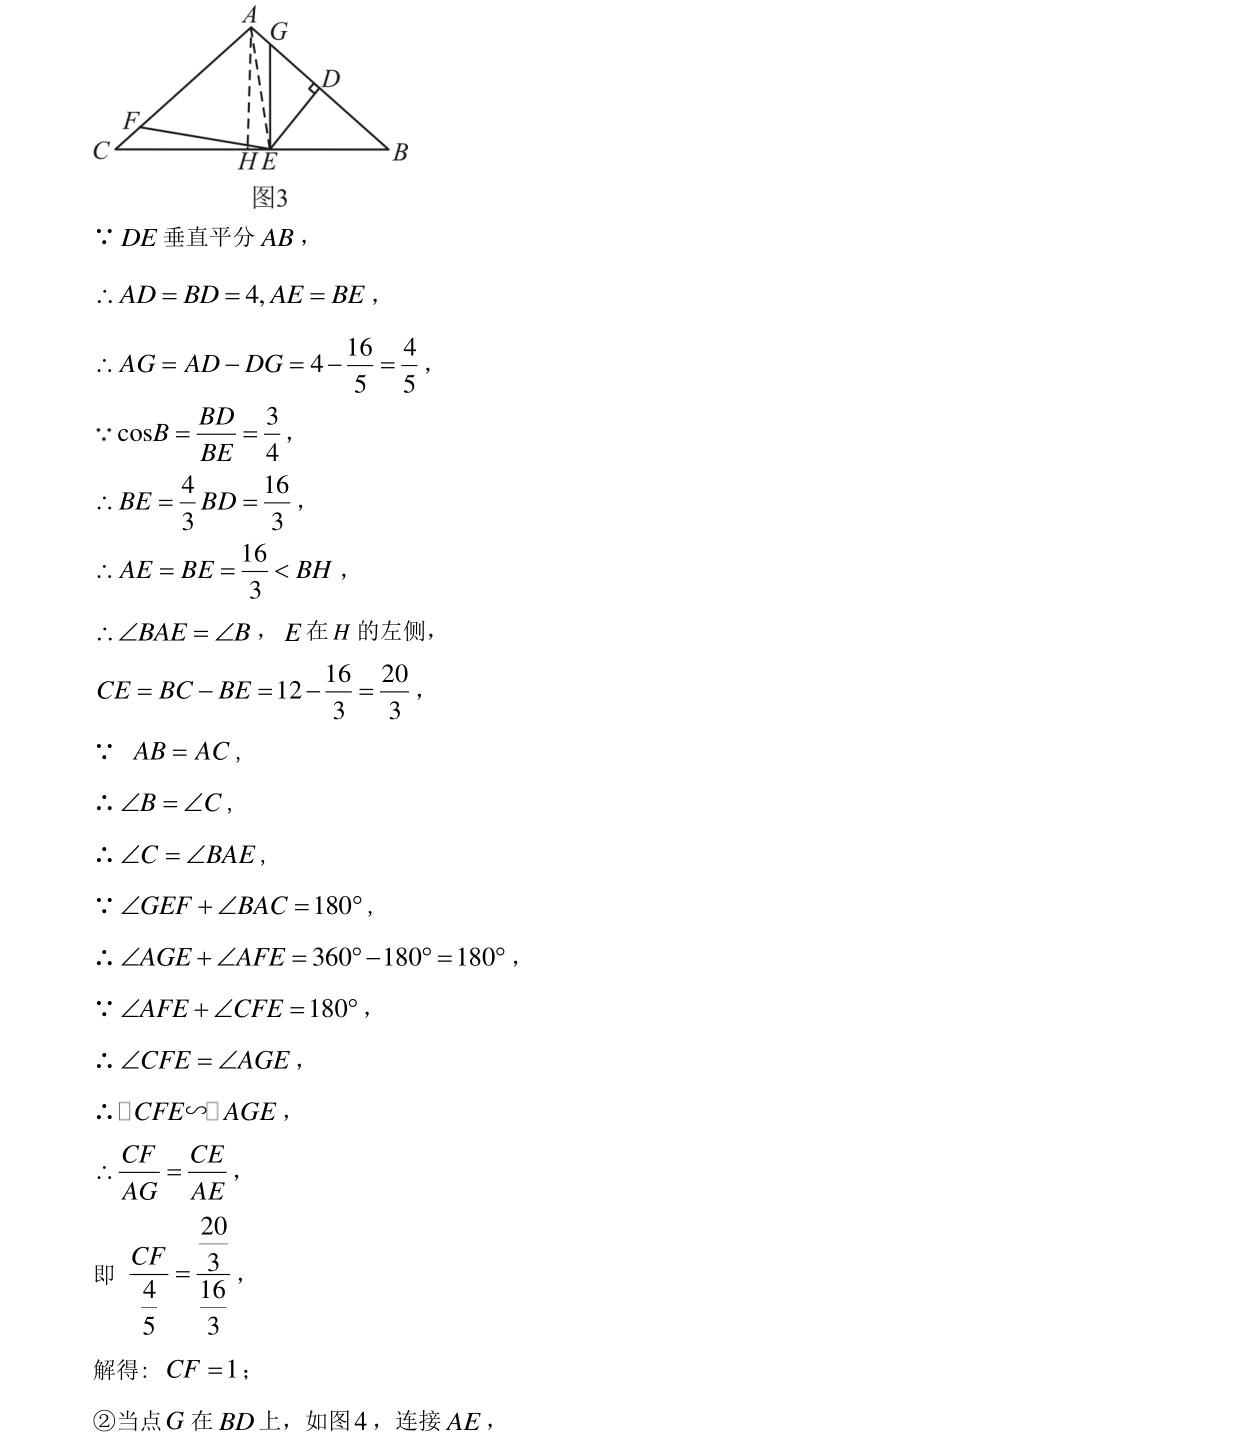 A
G
D
F
C
H E
B
图3
∵ DE 垂直平分 AB，
∴ AD = BD = 4, AE = BE，
∴ AG = AD − DG = 4 − 16/5 = 4/5，
∵ cosB = BD/BE = 3/4，
∴ BE = 4/3 BD = 16/3，
∴ AE = BE = 16/3 < BH，
∴ ∠BAE = ∠B， E 在 H 的左侧，
CE = BC − BE = 12 − 16/3 = 20/3，
∵ AB = AC，
∴ ∠B = ∠C，
∴ ∠C = ∠BAE，
∵ ∠GEF + ∠BAC = 180°，
∴ ∠AGE + ∠AFE = 360° − 180° = 180°，
∵ ∠AFE + ∠CFE = 180°，
∴ ∠CFE = ∠AGE，
∴ □CFE∽□AGE，
∴ CF/AG = CE/AE，
即 CF/(4/5) = (20/3)/(16/3)，
解得： CF = 1；
②当点 G 在 BD 上，如图 4，连接 AE，